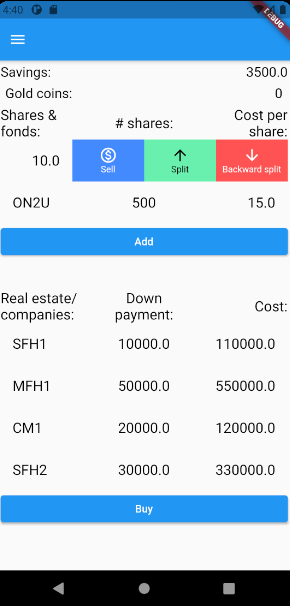 4:40
DEBUG
Savings: 3500.0
Gold coins: 0
Shares & # shares: Cost per
fonds: share:
10.0 Sell Split Backward split
ON2U 500 15.0
Add
Real estate/ Down Cost:
companies: payment:
SFH1 10000.0 110000.0
MFH1 50000.0 550000.0
CM1 20000.0 120000.0
SFH2 30000.0 330000.0
Buy